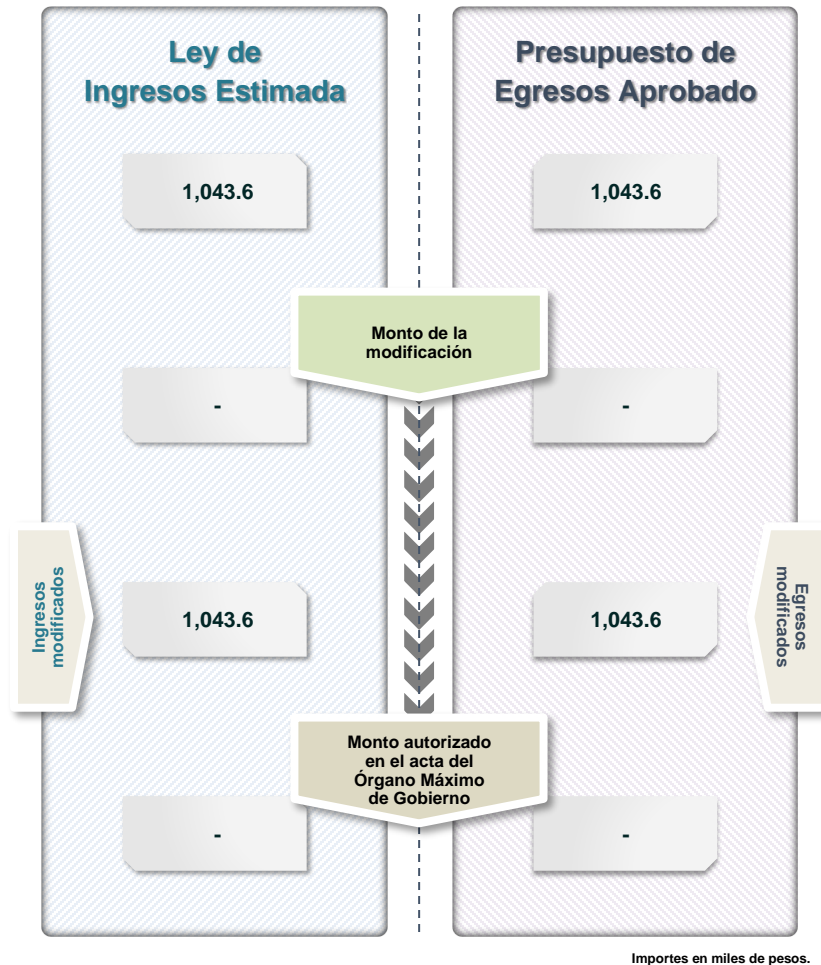 Ley de
Ingresos Estimada
Presupuesto de
Egresos Aprobado
1,043.6
1,043.6
Monto de la
modificación
-
-
Ingresos
modificados
1,043.6
1,043.6
Egresos
modificados
Monto autorizado
en el acta del
Órgano Máximo
de Gobierno
-
-
Importes en miles de pesos.